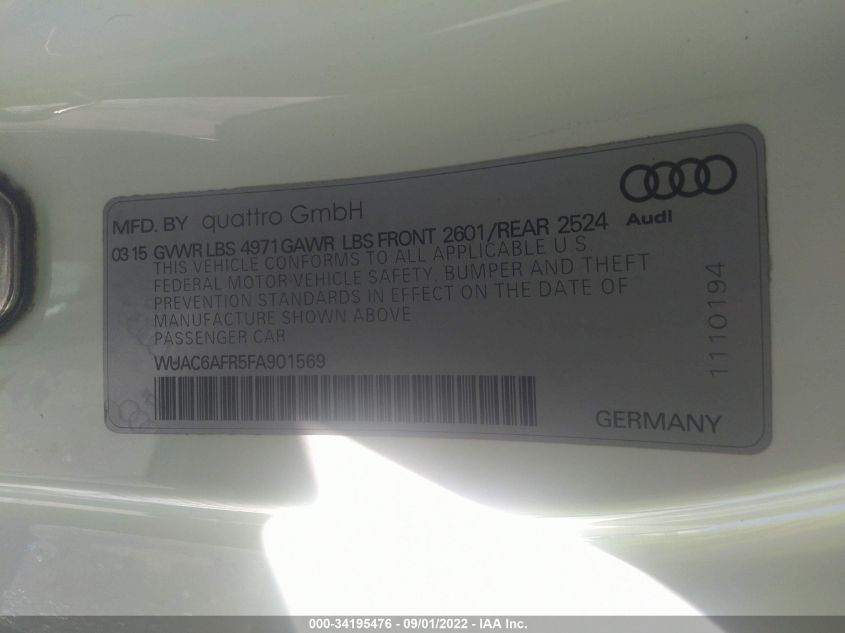 MFD. BY quattro GmbH
Audi
0315 GVWR LBS 4971 GAWR LBS FRONT 2601/REAR 2524
THIS VEHICLE CONFORMS TO ALL APPLICABLE U.S.
FEDERAL MOTOR VEHICLE SAFETY, BUMPER AND THEFT
PREVENTION STANDARDS IN EFFECT ON THE DATE OF
MANUFACTURE SHOWN ABOVE
PASSENGER CAR
WUAC6AFR5FA901569
1110194
GERMANY
000-34195476 - 09/01/2022 - IAA Inc.